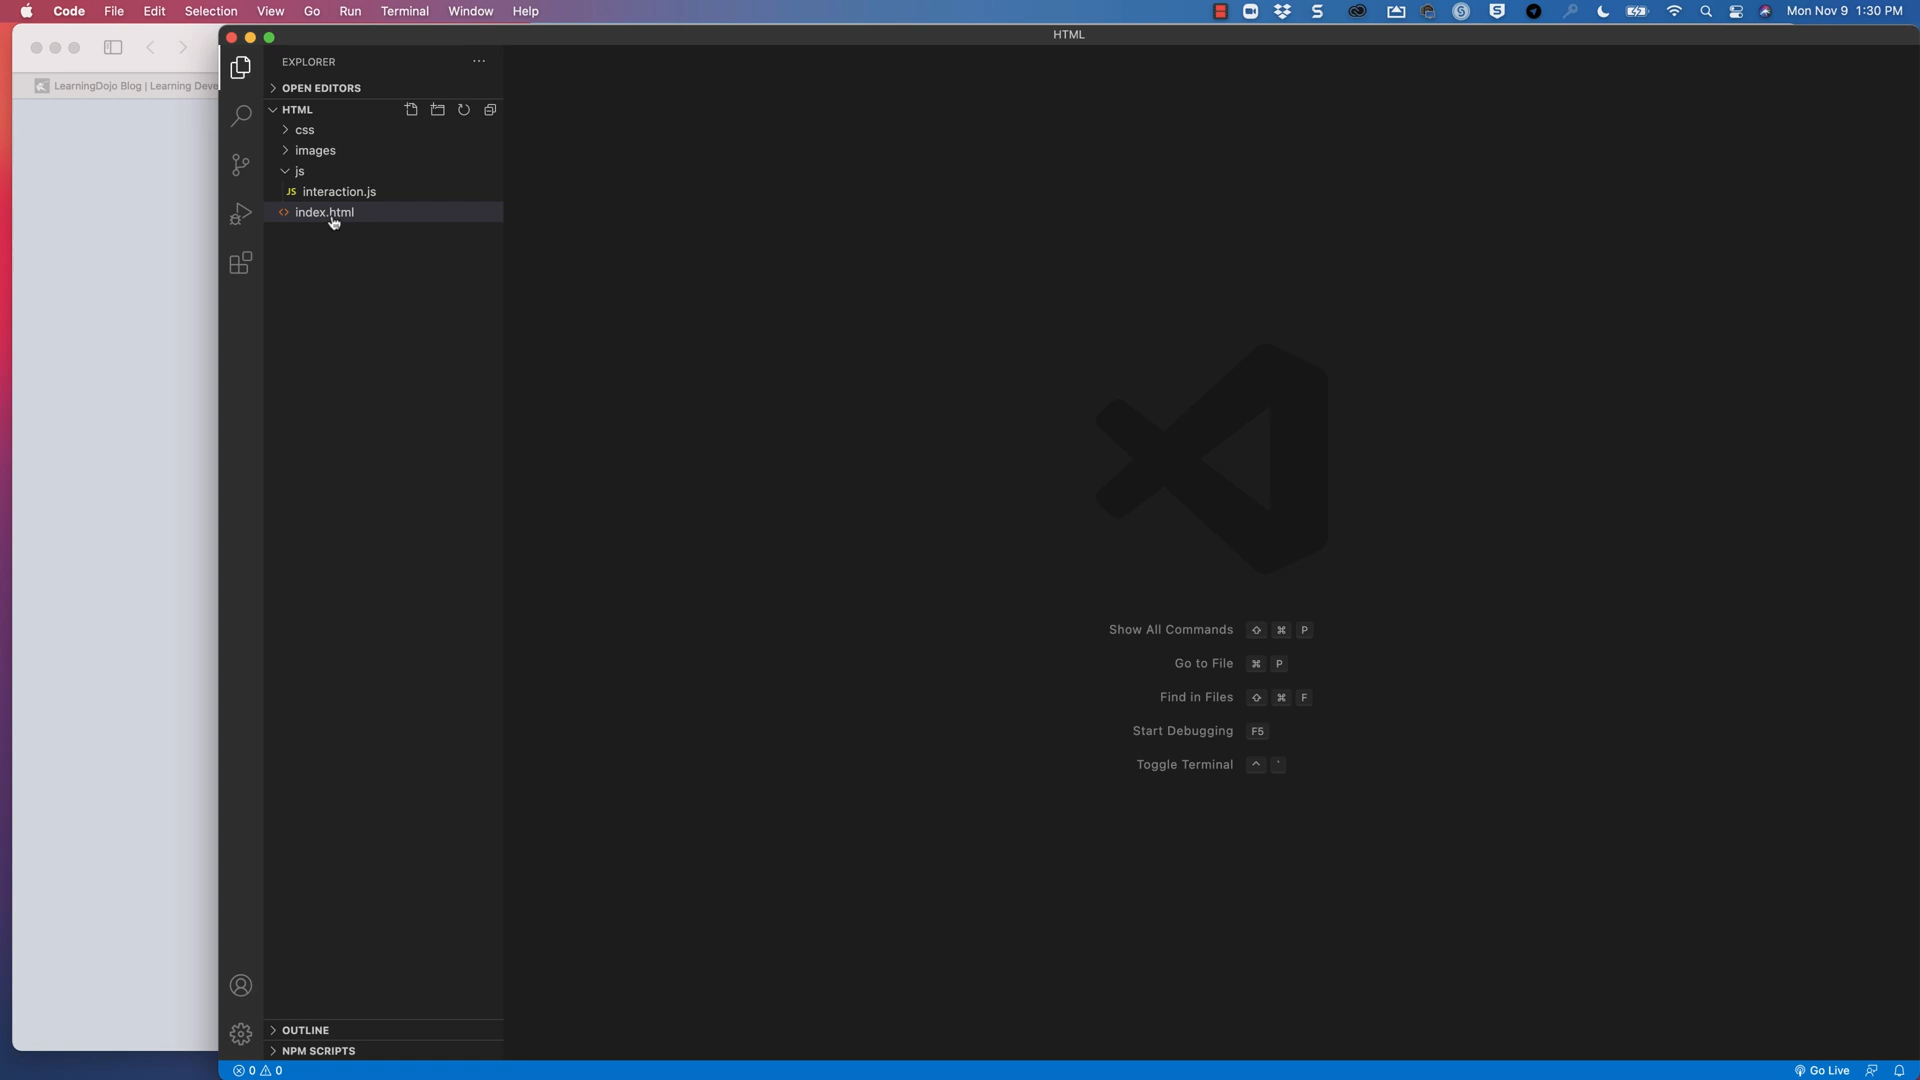 Code File Edit Selection View Go Run Terminal Window Help Mon Nov 9 1:30 PM
HTML
LearningDojo Blog | Learning Deve
EXPLORER
OPEN EDITORS
HTML
css
images
js
JS interaction.js
index.html
Show All Commands ⇧ ⌘ P
Go to File ⌘ P
Find in Files ⇧ ⌘ F
Start Debugging F5
Toggle Terminal ^ `
OUTLINE
NPM SCRIPTS
0 0 Go Live